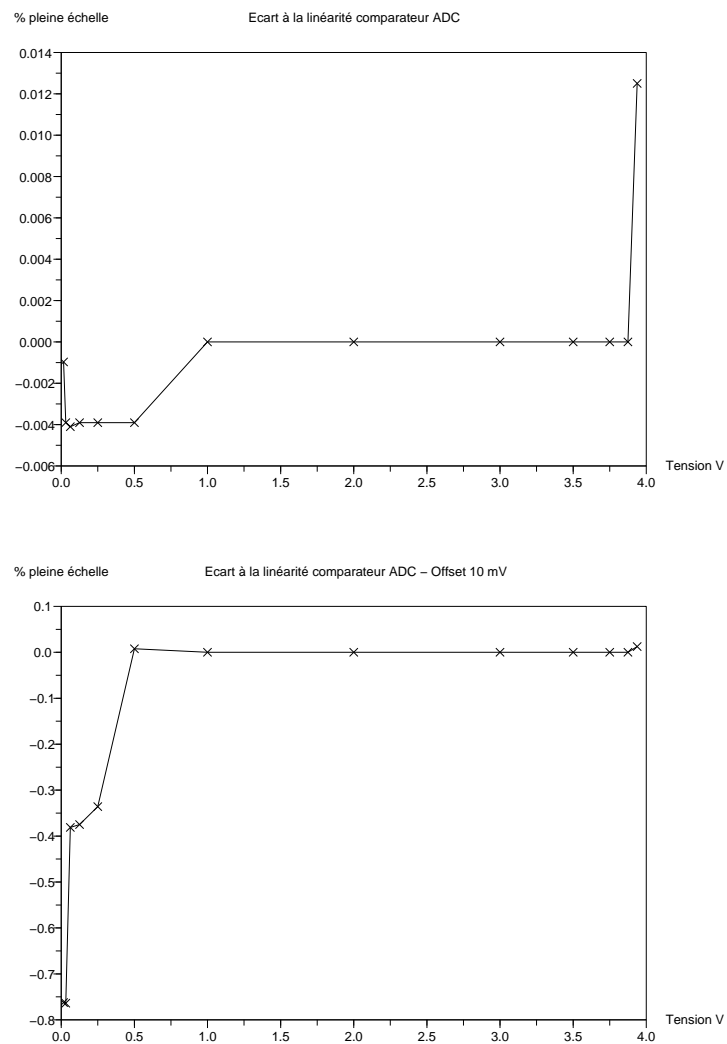 % pleine échelle
Ecart à la linéarité comparateur ADC
0.014
0.012
0.010
0.008
0.006
0.004
0.002
0.000
−0.002
−0.004
−0.006
0.0 0.5 1.0 2.0 2.5 3.0 3.5 4.0
Tension V
% pleine échelle
Ecart à la linéarité comparateur ADC − Offset 10 mV
0.1
0.0
−0.1
−0.2
−0.3
−0.4
−0.5
−0.6
−0.7
−0.8
0.0 0.5 1.0 2.0 2.5 3.0 3.5 4.0
Tension V